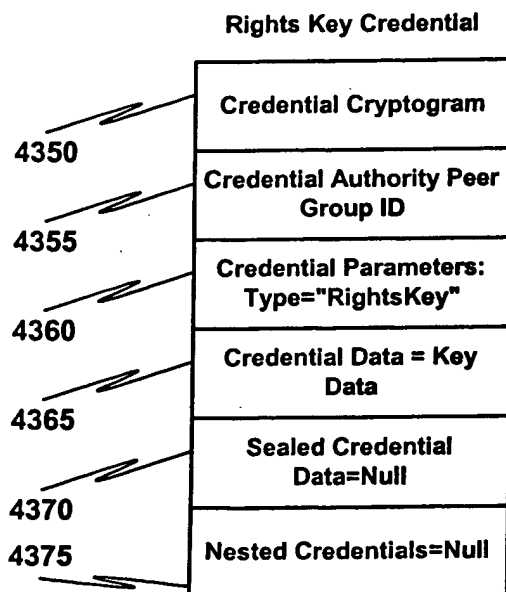 Rights Key Credential
Credential Cryptogram
4350
Credential Authority Peer
Group ID
4355
Credential Parameters:
Type="RightsKey"
4360
Credential Data = Key
Data
4365
Sealed Credential
Data=Null
4370
4375
Nested Credentials=Null